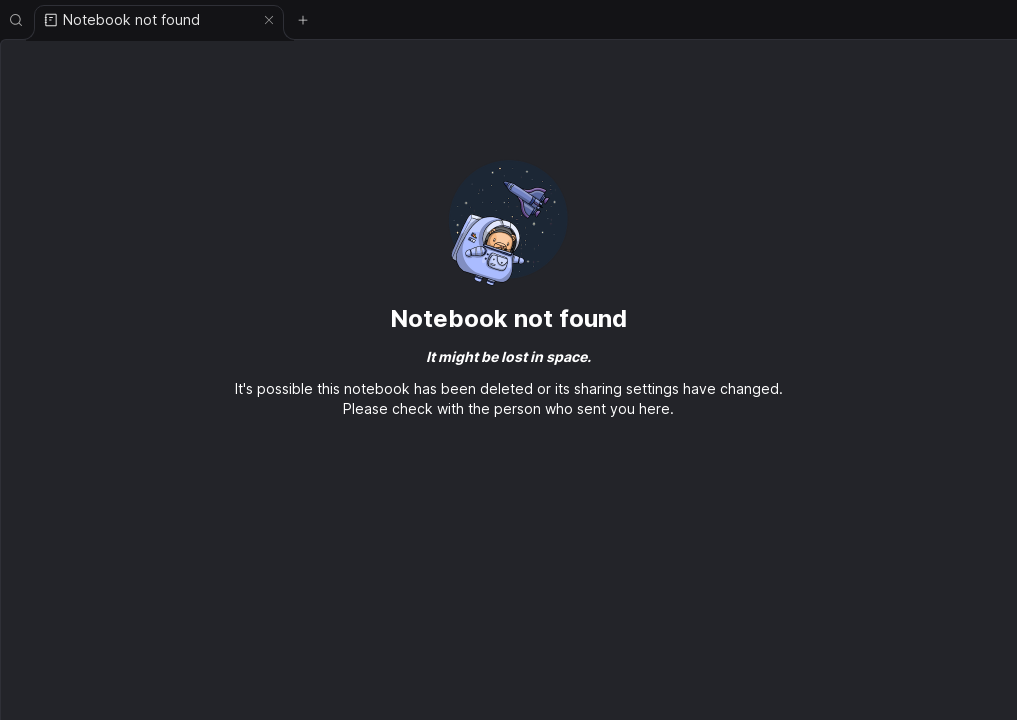 Notebook not found
Notebook not found
It might be lost in space.
It's possible this notebook has been deleted or its sharing settings have changed.
Please check with the person who sent you here.